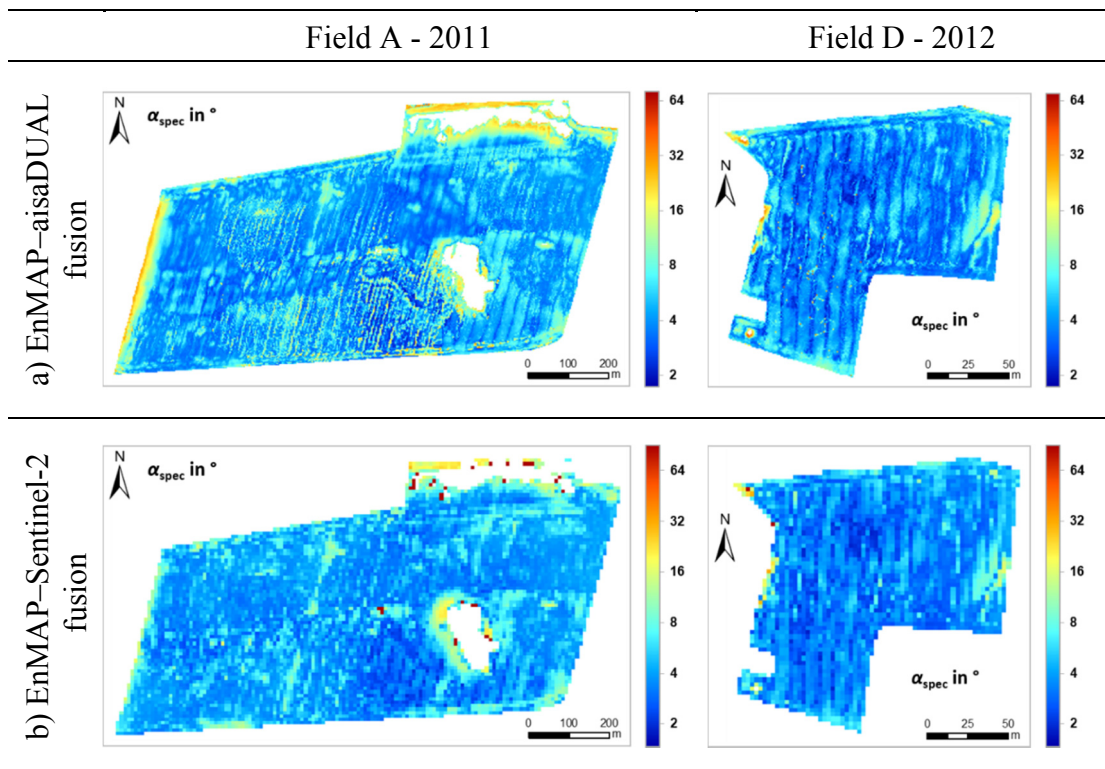 Field A - 2011
Field D - 2012
a) EnMAP–aisaDUAL
fusion
N
αspec in °
64
32
16
8
4
2
0 100 200
m
N
αspec in °
64
32
16
8
4
2
0 25 50
m
b) EnMAP–Sentinel-2
fusion
N
αspec in °
64
32
16
8
4
2
0 100 200
m
N
αspec in °
64
32
16
8
4
2
0 25 50
m